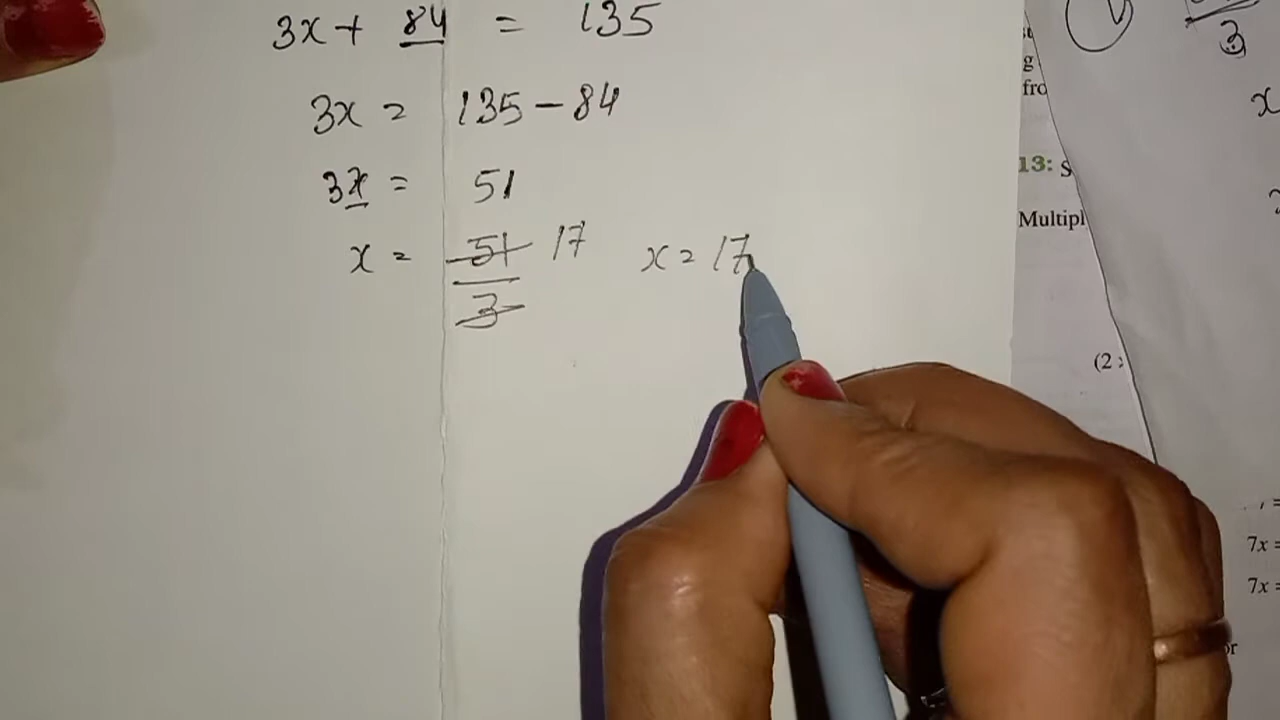 3x + 84 = 135
3x = 135 - 84
3x = 51
x = 51/3 17 x = 17
3
x
g
fro
13: S
Multipl
(2
7x =
7x =
or